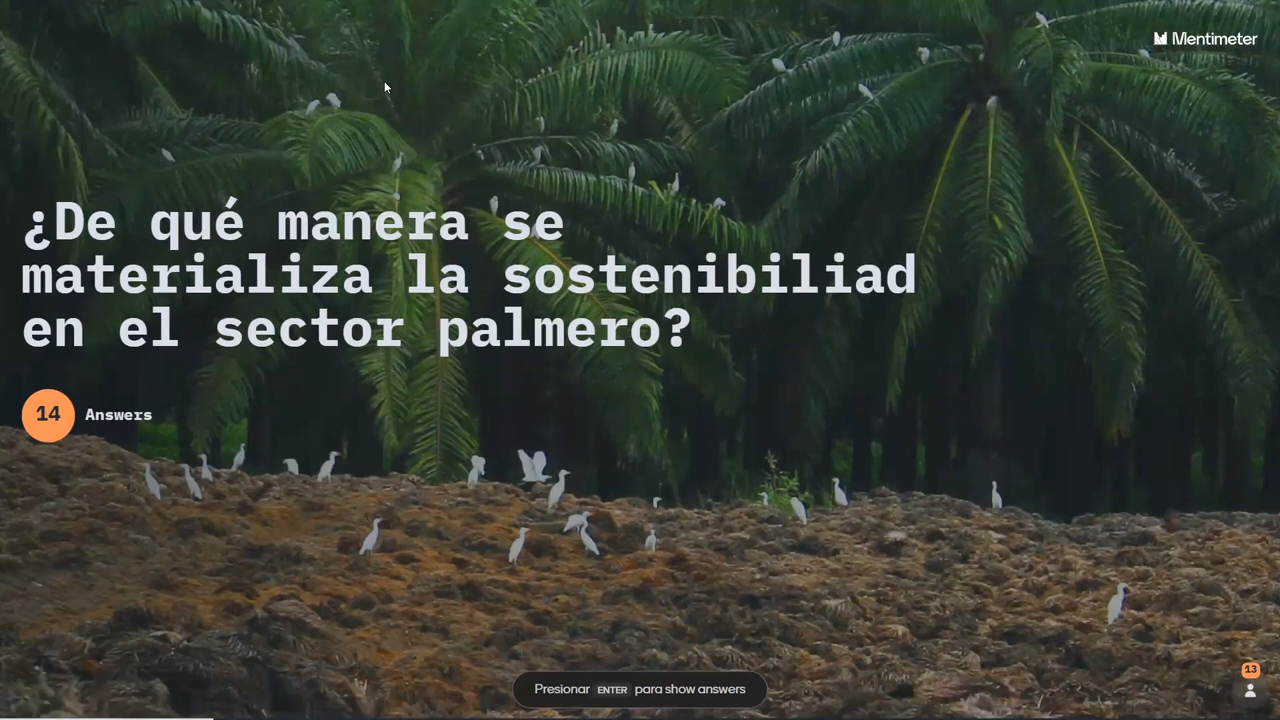 Mentimeter
¿De qué manera se
materializa la sostenibiliad
en el sector palmero?
14 Answers
Presionar ENTER para show answers
13